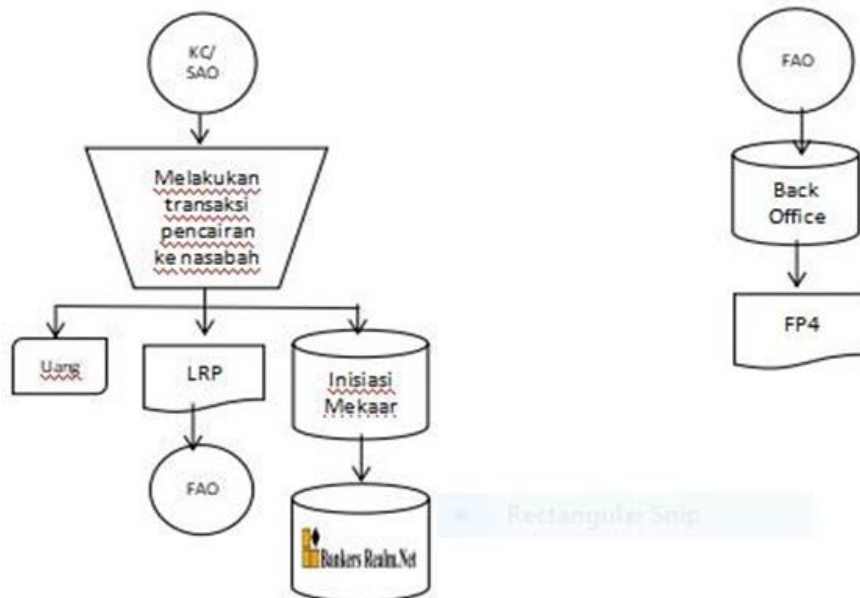 KC/
SAO
Melakukan
transaksi
pencairan
ke nasabah
Uang
LRP
Inisiasi
Mekaar
FAO
Bankers Realm.Net
FAO
Back
Office
FP4
Rectangular Snip